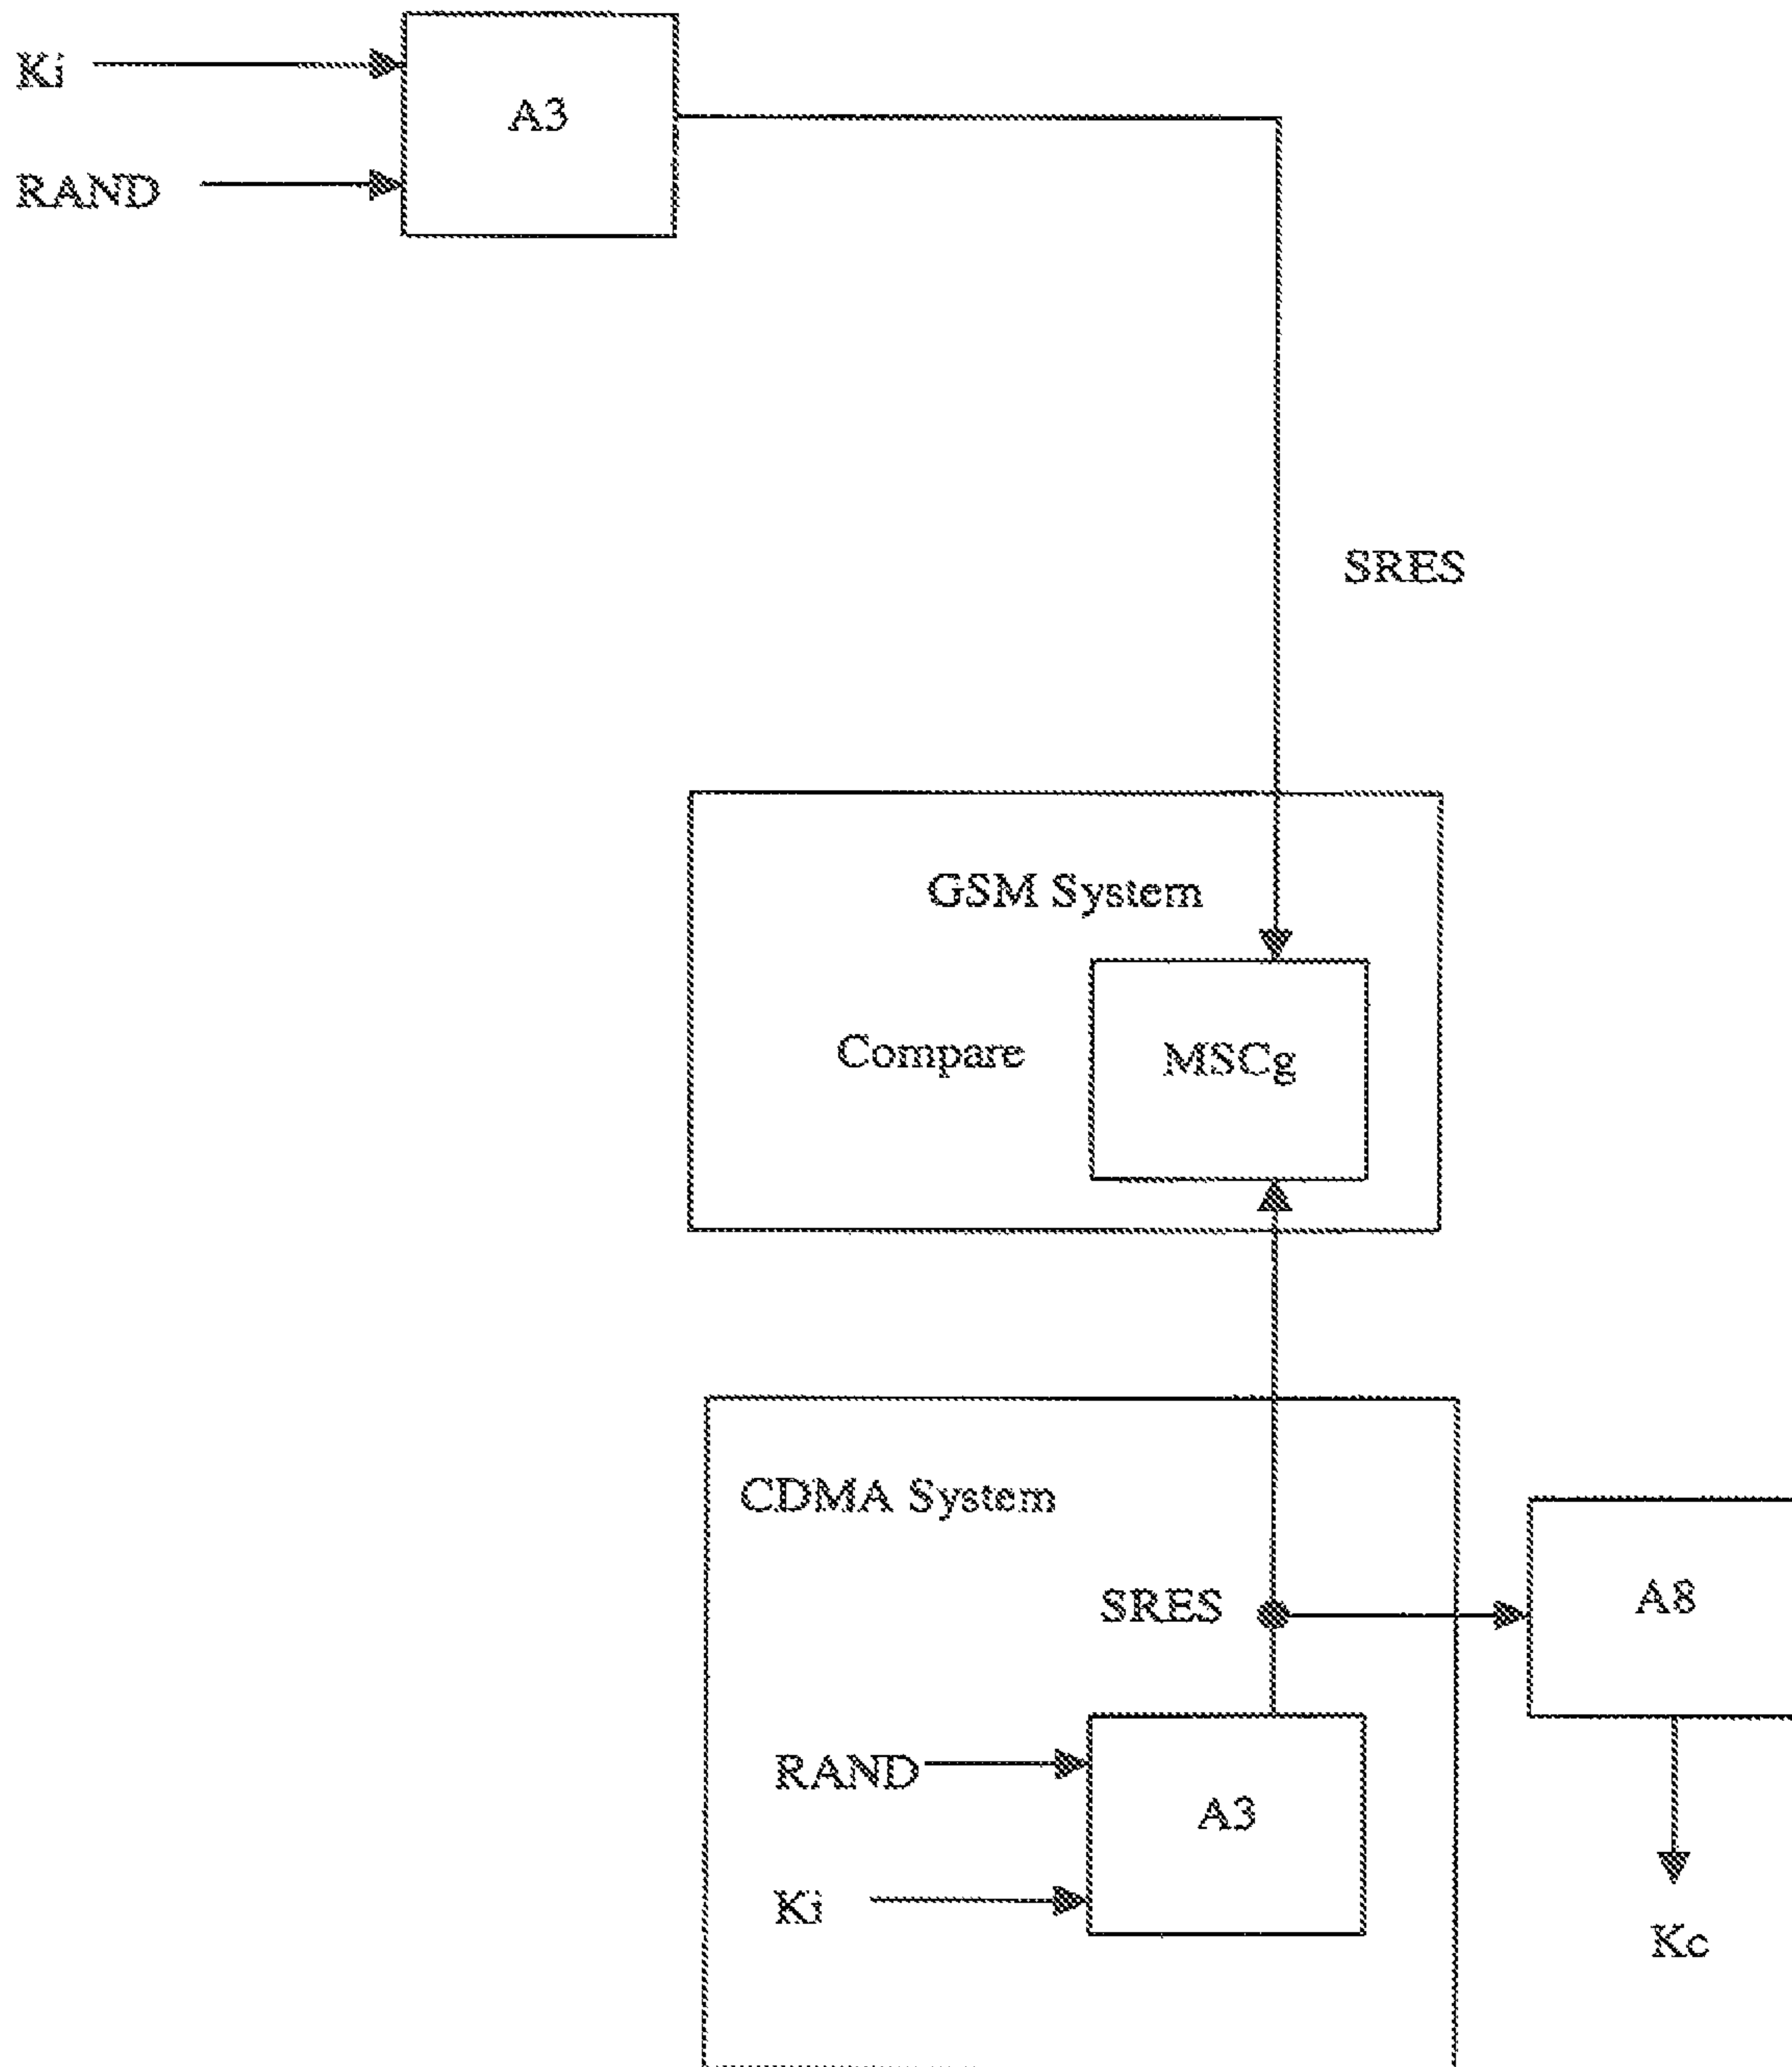 Ki
A3
RAND
SRES
GSM System
Compare
MSCg
CDMA System
SRES
A8
RAND
A3
Ki
Kc